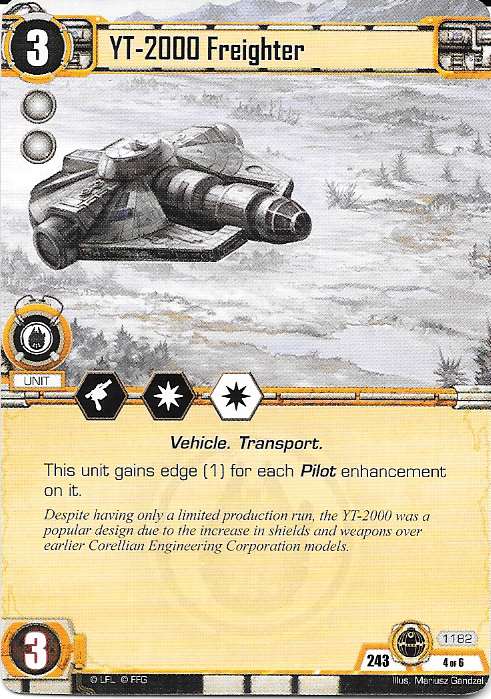 3
YT-2000 Freighter
UNIT
Vehicle. Transport.
This unit gains edge (1) for each Pilot enhancement
on it.
Despite having only a limited production run, the YT-2000 was a
popular design due to the increase in shields and weapons over
earlier Corellian Engineering Corporation models.
3
© LFL © FFG
243
1182
4 of 6
Illus. Mariusz Gandzel